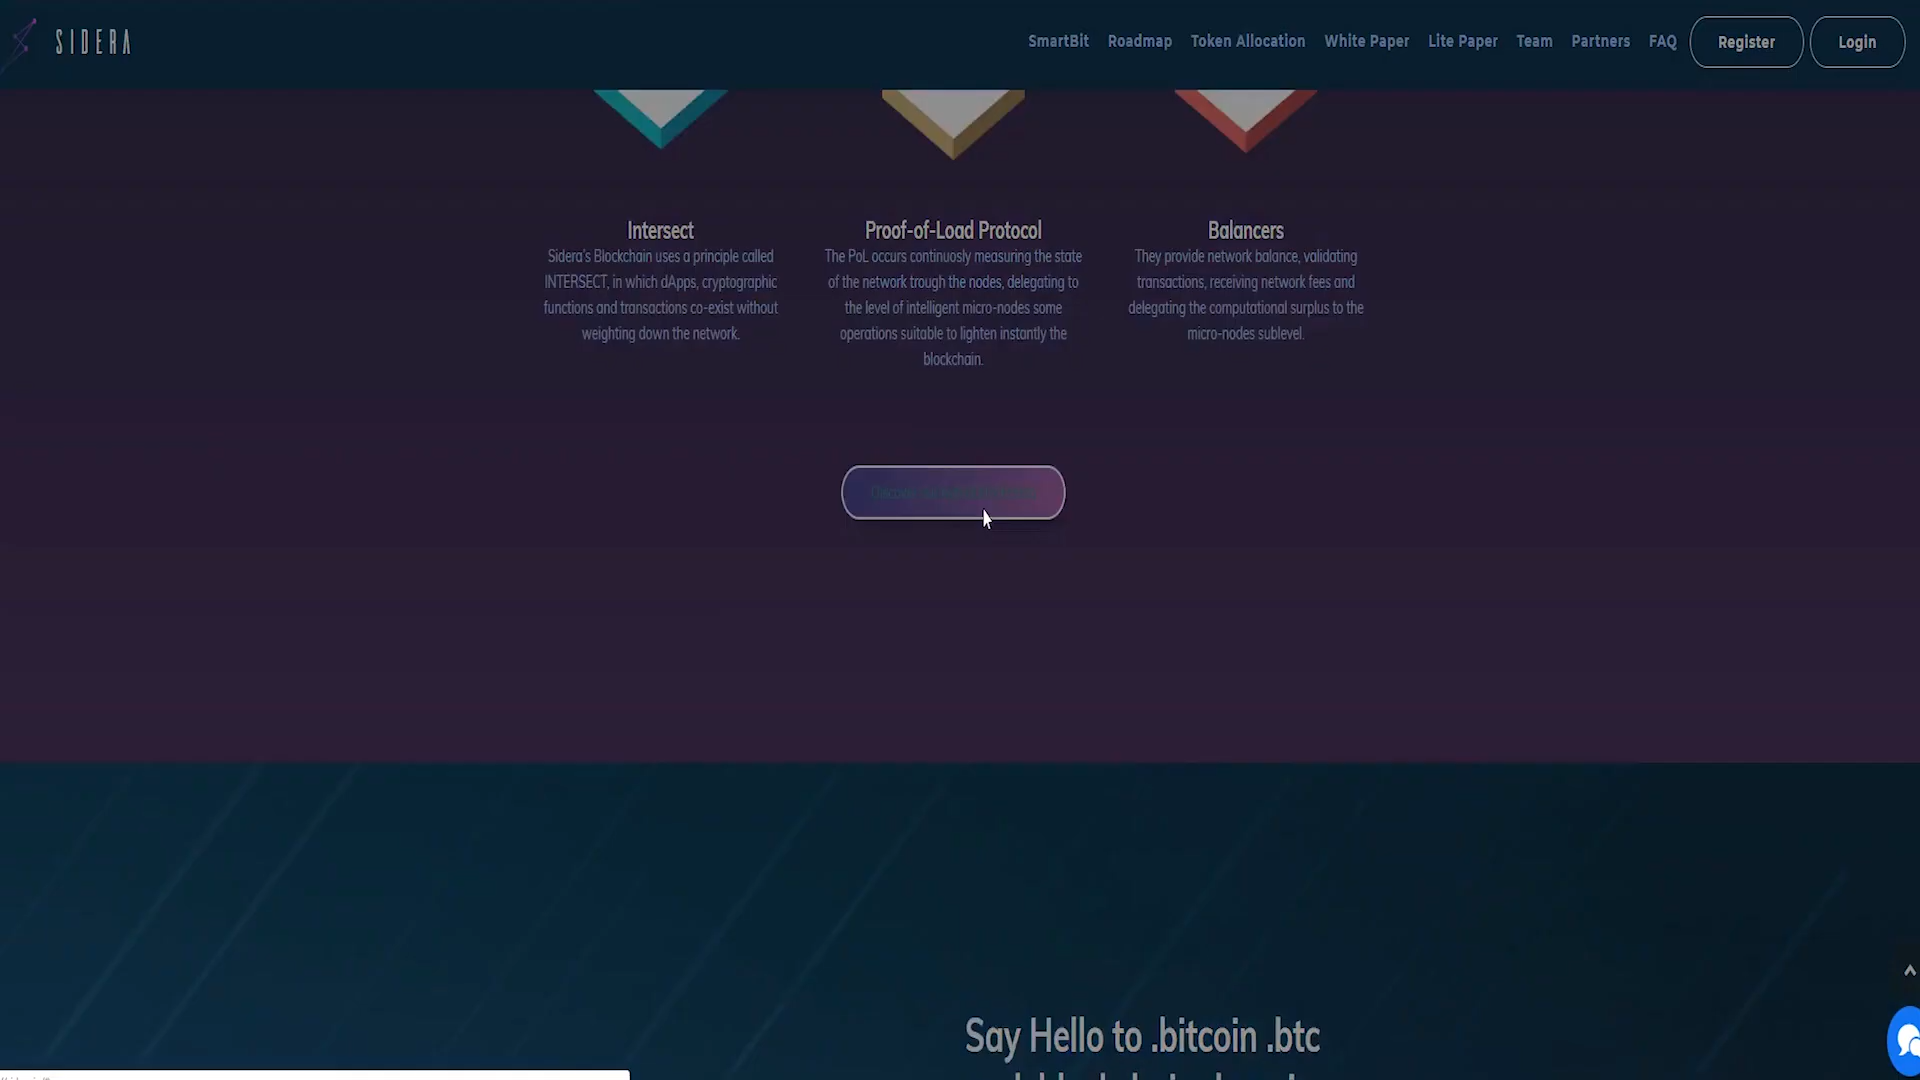 SIDERA
SmartBit Roadmap Token Allocation White Paper Lite Paper Team Partners FAQ Register Login
Intersect
Sidera's Blockchain uses a principle called
INTERSECT, in which dApps, cryptographic
functions and transactions co-exist without
weighting down the network.
Proof-of-Load Protocol
The PoL occurs continuosly measuring the state
of the network trough the nodes, delegating to
the level of intelligent micro-nodes some
operations suitable to lighten instantly the
blockchain.
Balancers
They provide network balance, validating
transactions, receiving network fees and
delegating the computational surplus to the
micro-nodes sublevel.
Say Hello to .bitcoin .btc